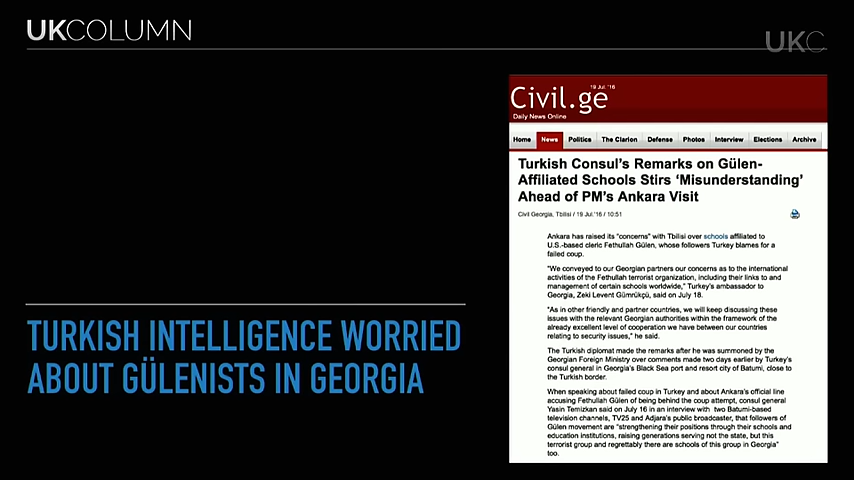 UKCOLUMN
UKC
19 Jul.'16
Civil.ge
Daily News Online
Home News Politics The Clarion Defense Photos Interview Elections Archive
Turkish Consul's Remarks on Gülen-
Affiliated Schools Stirs 'Misunderstanding'
Ahead of PM's Ankara Visit
Civil Georgia, Tbilisi / 19 Jul.'16 / 10:51
Ankara has raised its "concerns" with Tbilisi over schools affiliated to
U.S.-based cleric Fethullah Gülen, whose followers Turkey blames for a
failed coup.
"We conveyed to our Georgian partners our concerns as to the international
activities of the Fethullah terrorist organization, including their links to and
management of certain schools worldwide," Turkey's ambassador to
Georgia, Zeki Levent Gümrükçü, said on July 18.
"As in other friendly and partner countries, we will keep discussing these
issues with the relevant Georgian authorities within the framework of the
already excellent level of cooperation we have between our countries
relating to security issues," he said.
The Turkish diplomat made the remarks after he was summoned by the
Georgian Foreign Ministry over comments made two days earlier by Turkey's
consul general in Georgia's Black Sea port and resort city of Batumi, close to
the Turkish border.
When speaking about failed coup in Turkey and about Ankara's official line
accusing Fethullah Gülen of being behind the coup attempt, consul general
Yasin Temizkan said on July 16 in an interview with two Batumi-based
television channels, TV25 and Adjara's public broadcaster, that followers of
Gülen movement are "strengthening their positions through their schools and
education institutions, raising generations serving not the state, but this
terrorist group and regrettably there are schools of this group in Georgia"
too.
TURKISH INTELLIGENCE WORRIED
ABOUT GÜLENISTS IN GEORGIA